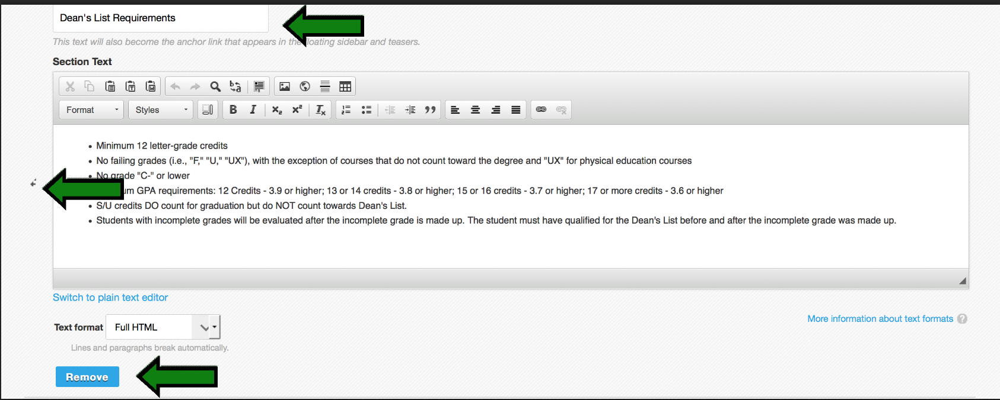 Dean's List Requirements
This text will also become the anchor link that appears in the floating sidebar and teasers.
Section Text
Format Styles B I x₂ x² Tx
Minimum 12 letter-grade credits
No failing grades (i.e., "F," "U," "UX"), with the exception of courses that do not count toward the degree and "UX" for physical education courses
No grade "C-" or lower
GPA requirements: 12 Credits - 3.9 or higher; 13 or 14 credits - 3.8 or higher; 15 or 16 credits - 3.7 or higher; 17 or more credits - 3.6 or higher
S/U credits DO count for graduation but do NOT count towards Dean's List.
Students with incomplete grades will be evaluated after the incomplete grade is made up. The student must have qualified for the Dean's List before and after the incomplete grade was made up.
Switch to plain text editor
More information about text formats ?
Text format Full HTML
Lines and paragraphs break automatically.
Remove